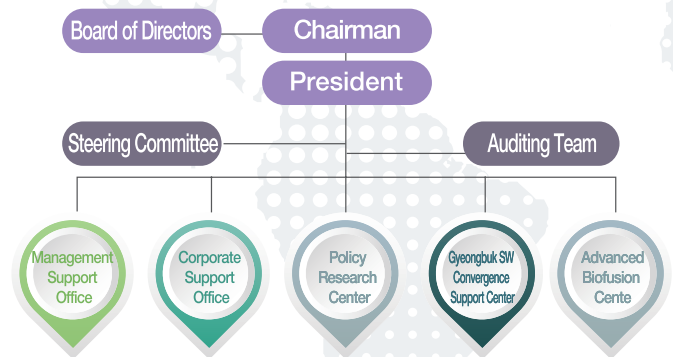 Board of Directors
Chairman
President
Steering Committee
Auditing Team
Management
Support
Office
Corporate
Support
Office
Policy
Research
Center
Gyeongbuk SW
Convergence
Support Center
Advanced
Biofusion
Cente